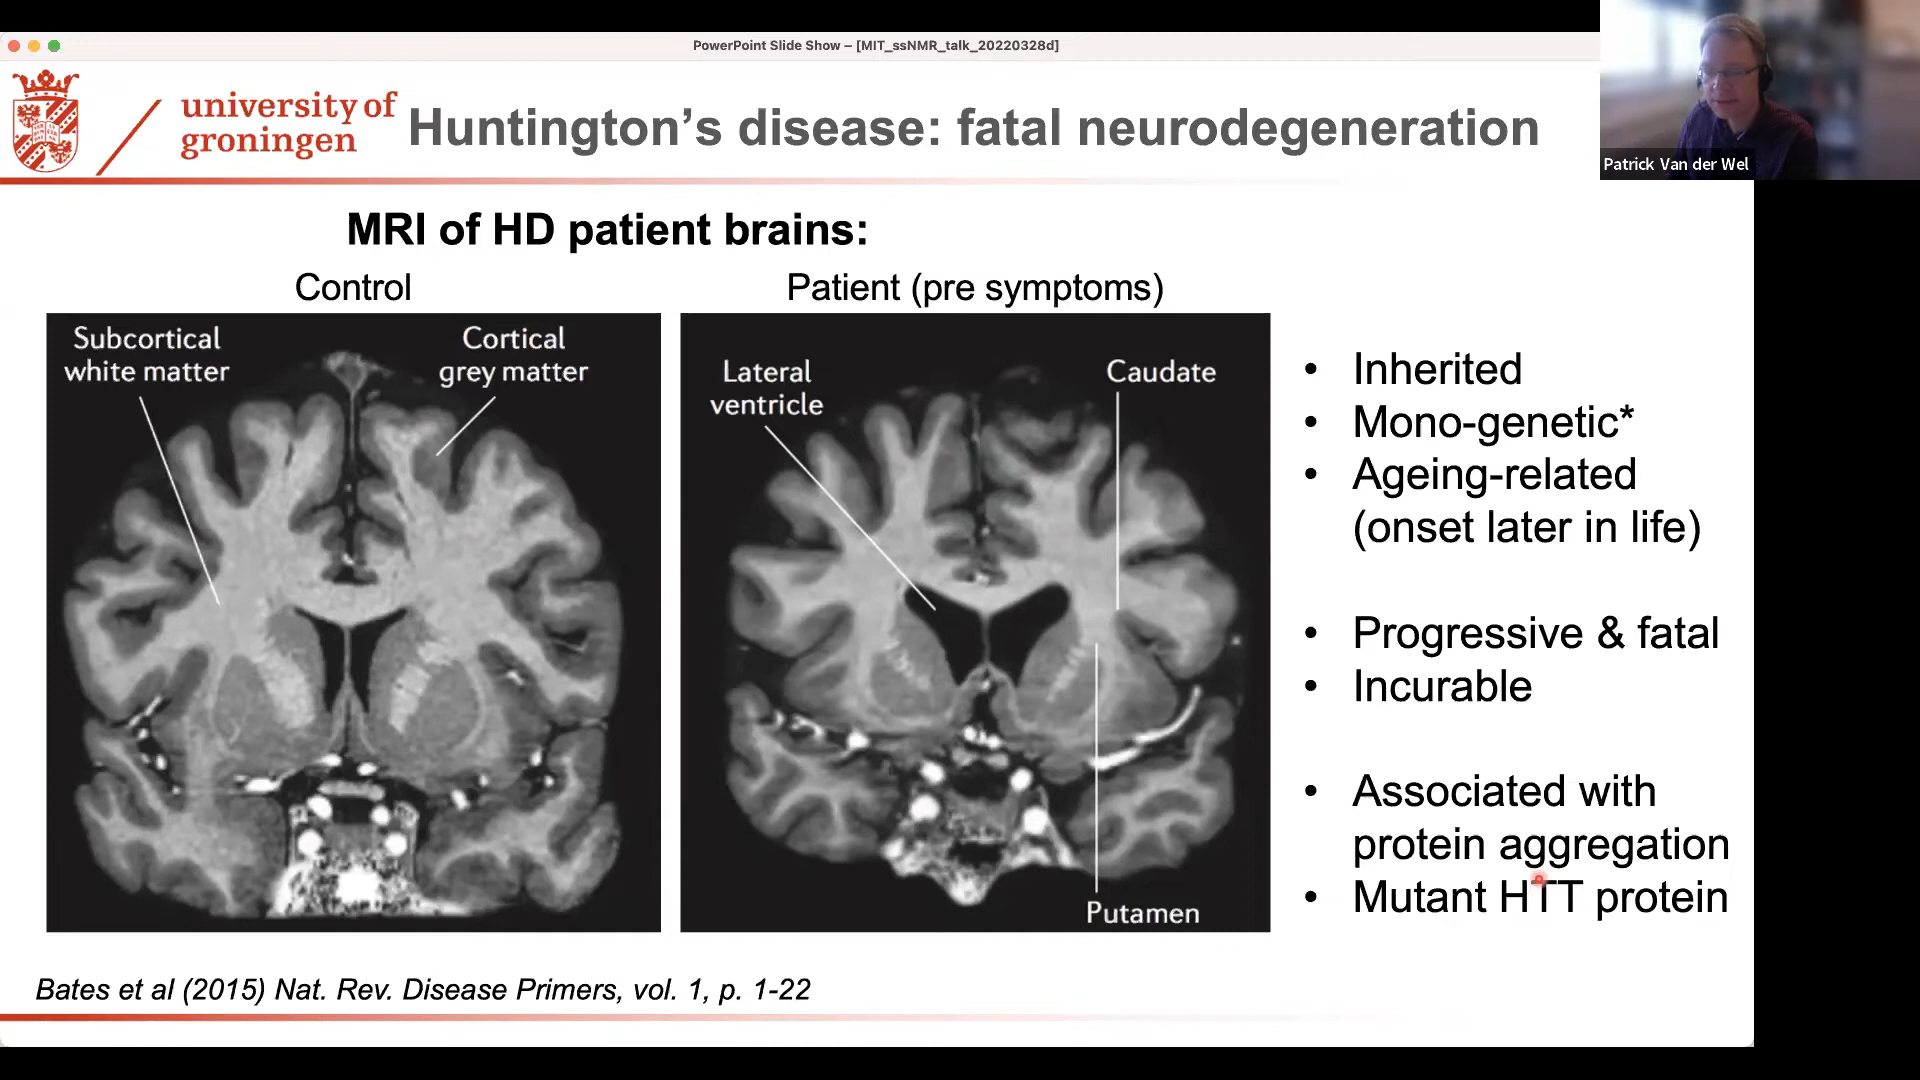 PowerPoint Slide Show – [MIT_ssNMR_talk_20220328d]
university of
groningen
Huntington's disease: fatal neurodegeneration
Patrick Van der Wel
MRI of HD patient brains:
Control
Patient (pre symptoms)
Subcortical
white matter
Cortical
grey matter
Lateral
ventricle
Caudate
Putamen
• Inherited
• Mono-genetic*
• Ageing-related
(onset later in life)
• Progressive & fatal
• Incurable
• Associated with
protein aggregation
• Mutant HTT protein
Bates et al (2015) Nat. Rev. Disease Primers, vol. 1, p. 1-22